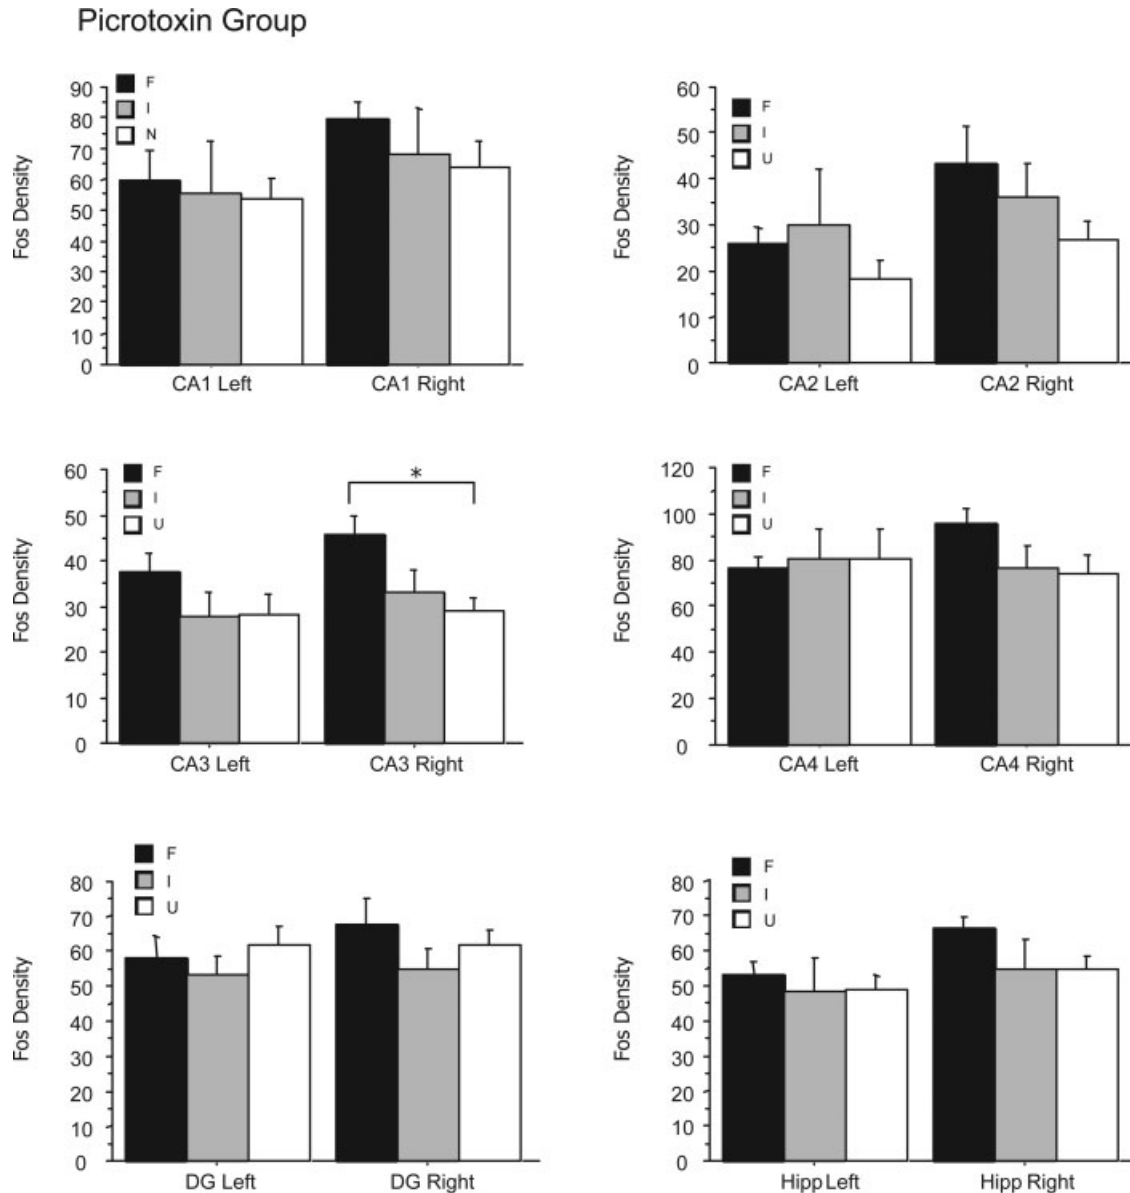 Picrotoxin Group
F
I
N
90
80
70
60
50
40
30
20
10
0
Fos Density
CA1 Left
CA1 Right
F
I
U
60
50
40
30
20
10
0
Fos Density
CA2 Left
CA2 Right
F
I
U
60
50
40
30
20
10
0
*
Fos Density
CA3 Left
CA3 Right
F
I
U
120
100
80
60
40
20
0
Fos Density
CA4 Left
CA4 Right
F
I
U
80
70
60
50
40
30
20
10
0
Fos Density
DG Left
DG Right
F
I
U
80
70
60
50
40
30
20
10
0
Fos Density
Hipp Left
Hipp Right